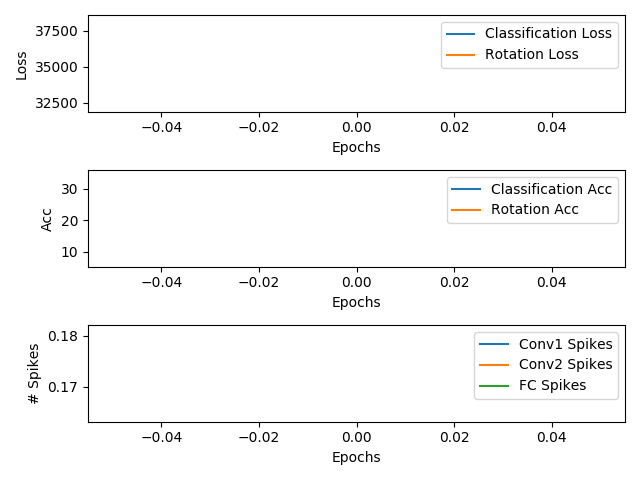 37500
35000
32500
Loss
Classification Loss
Rotation Loss
−0.04 −0.02 0.00 0.02 0.04
Epochs
30
20
10
Acc
Classification Acc
Rotation Acc
−0.04 −0.02 0.00 0.02 0.04
Epochs
0.18
0.17
# Spikes
Conv1 Spikes
Conv2 Spikes
FC Spikes
−0.04 −0.02 0.00 0.02 0.04
Epochs